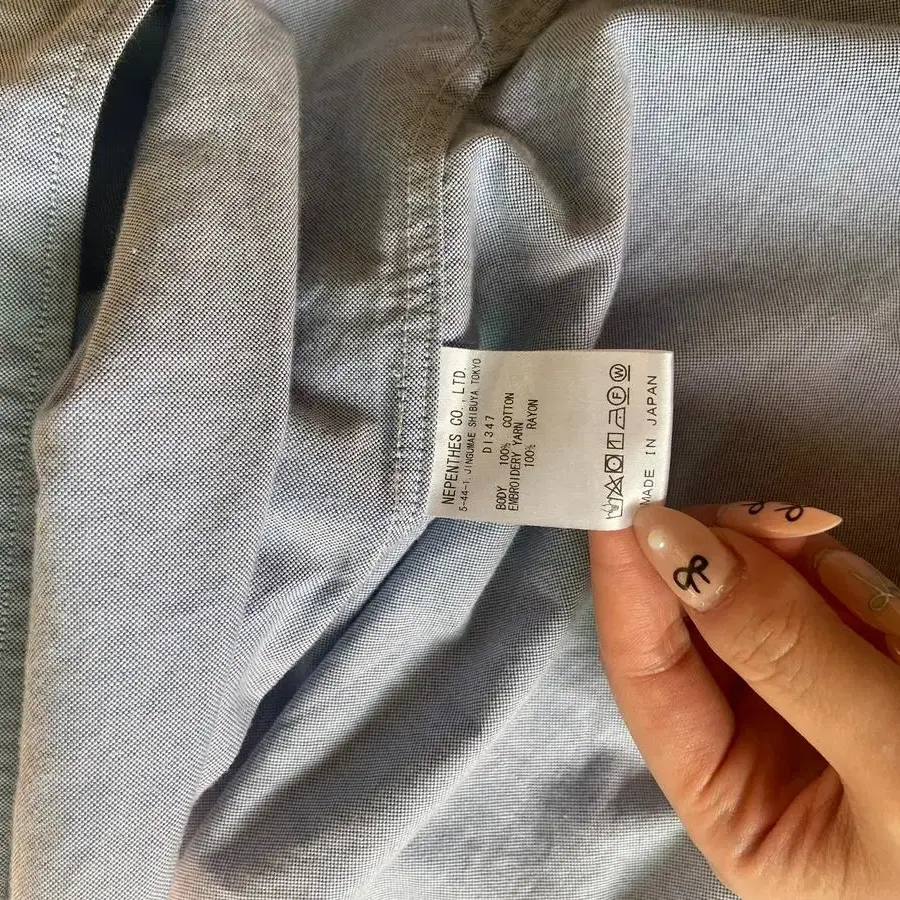 NEPENTHES CO., LTD.
5-44-1, JINGUMAE SHIBUYA TOKYO
DI347
BODY 100% COTTON
EMBROIDERY YARN
100% RAYON
F W
MADE IN JAPAN